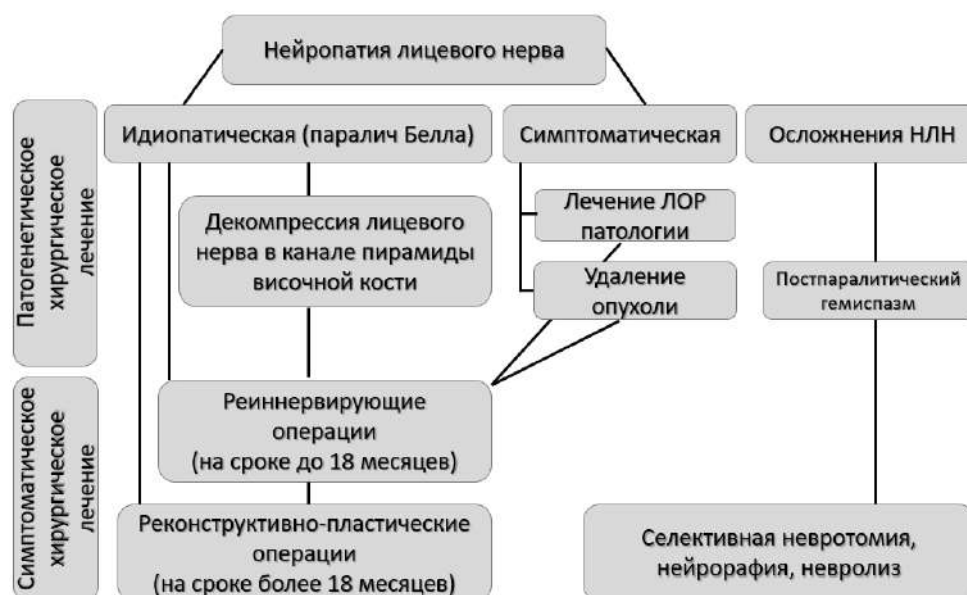 Нейропатия лицевого нерва
Патогенетическое
хирургическое
лечение
Идиопатическая (паралич Белла)
Симптоматическая
Осложнения НЛН
Декомпрессия лицевого
нерва в канале пирамиды
височной кости
Лечение ЛОР
патологии
Удаление
опухоли
Постпаралитический
гемиспазм
Симптоматическое
хирургическое
лечение
Реиннервирующие
операции
(на сроке до 18 месяцев)
Реконструктивно-пластические
операции
(на сроке более 18 месяцев)
Селективная невротомия,
нейрорафия, невролиз